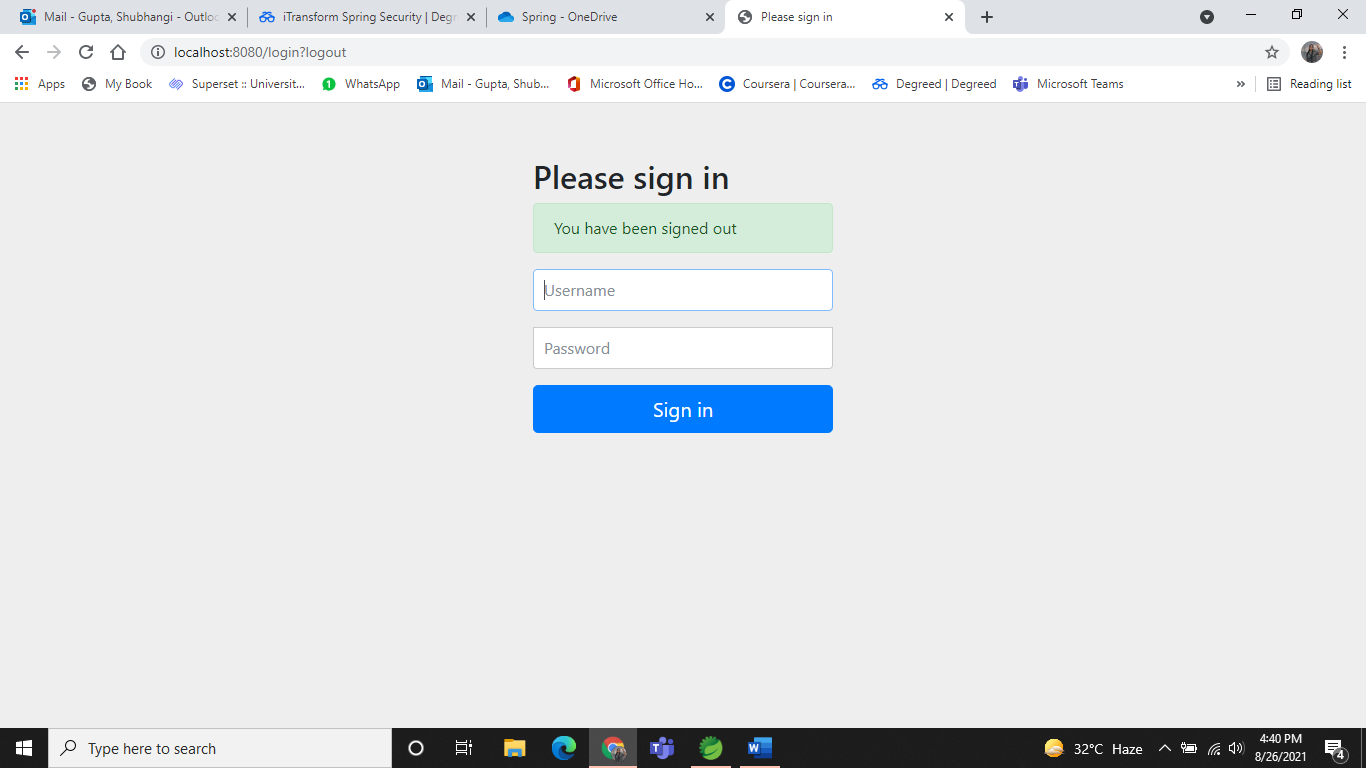 Mail - Gupta, Shubhangi - Outloo
iTransform Spring Security | Degr
Spring - OneDrive
Please sign in
localhost:8080/login?logout
Apps
My Book
Superset :: Universit...
1
WhatsApp
Mail - Gupta, Shub...
Microsoft Office Ho...
Coursera | Coursera...
Degreed | Degreed
Microsoft Teams
»
Reading list
Please sign in
You have been signed out
Username
Password
Sign in
Type here to search
32°C Haze
4:40 PM
8/26/2021
4